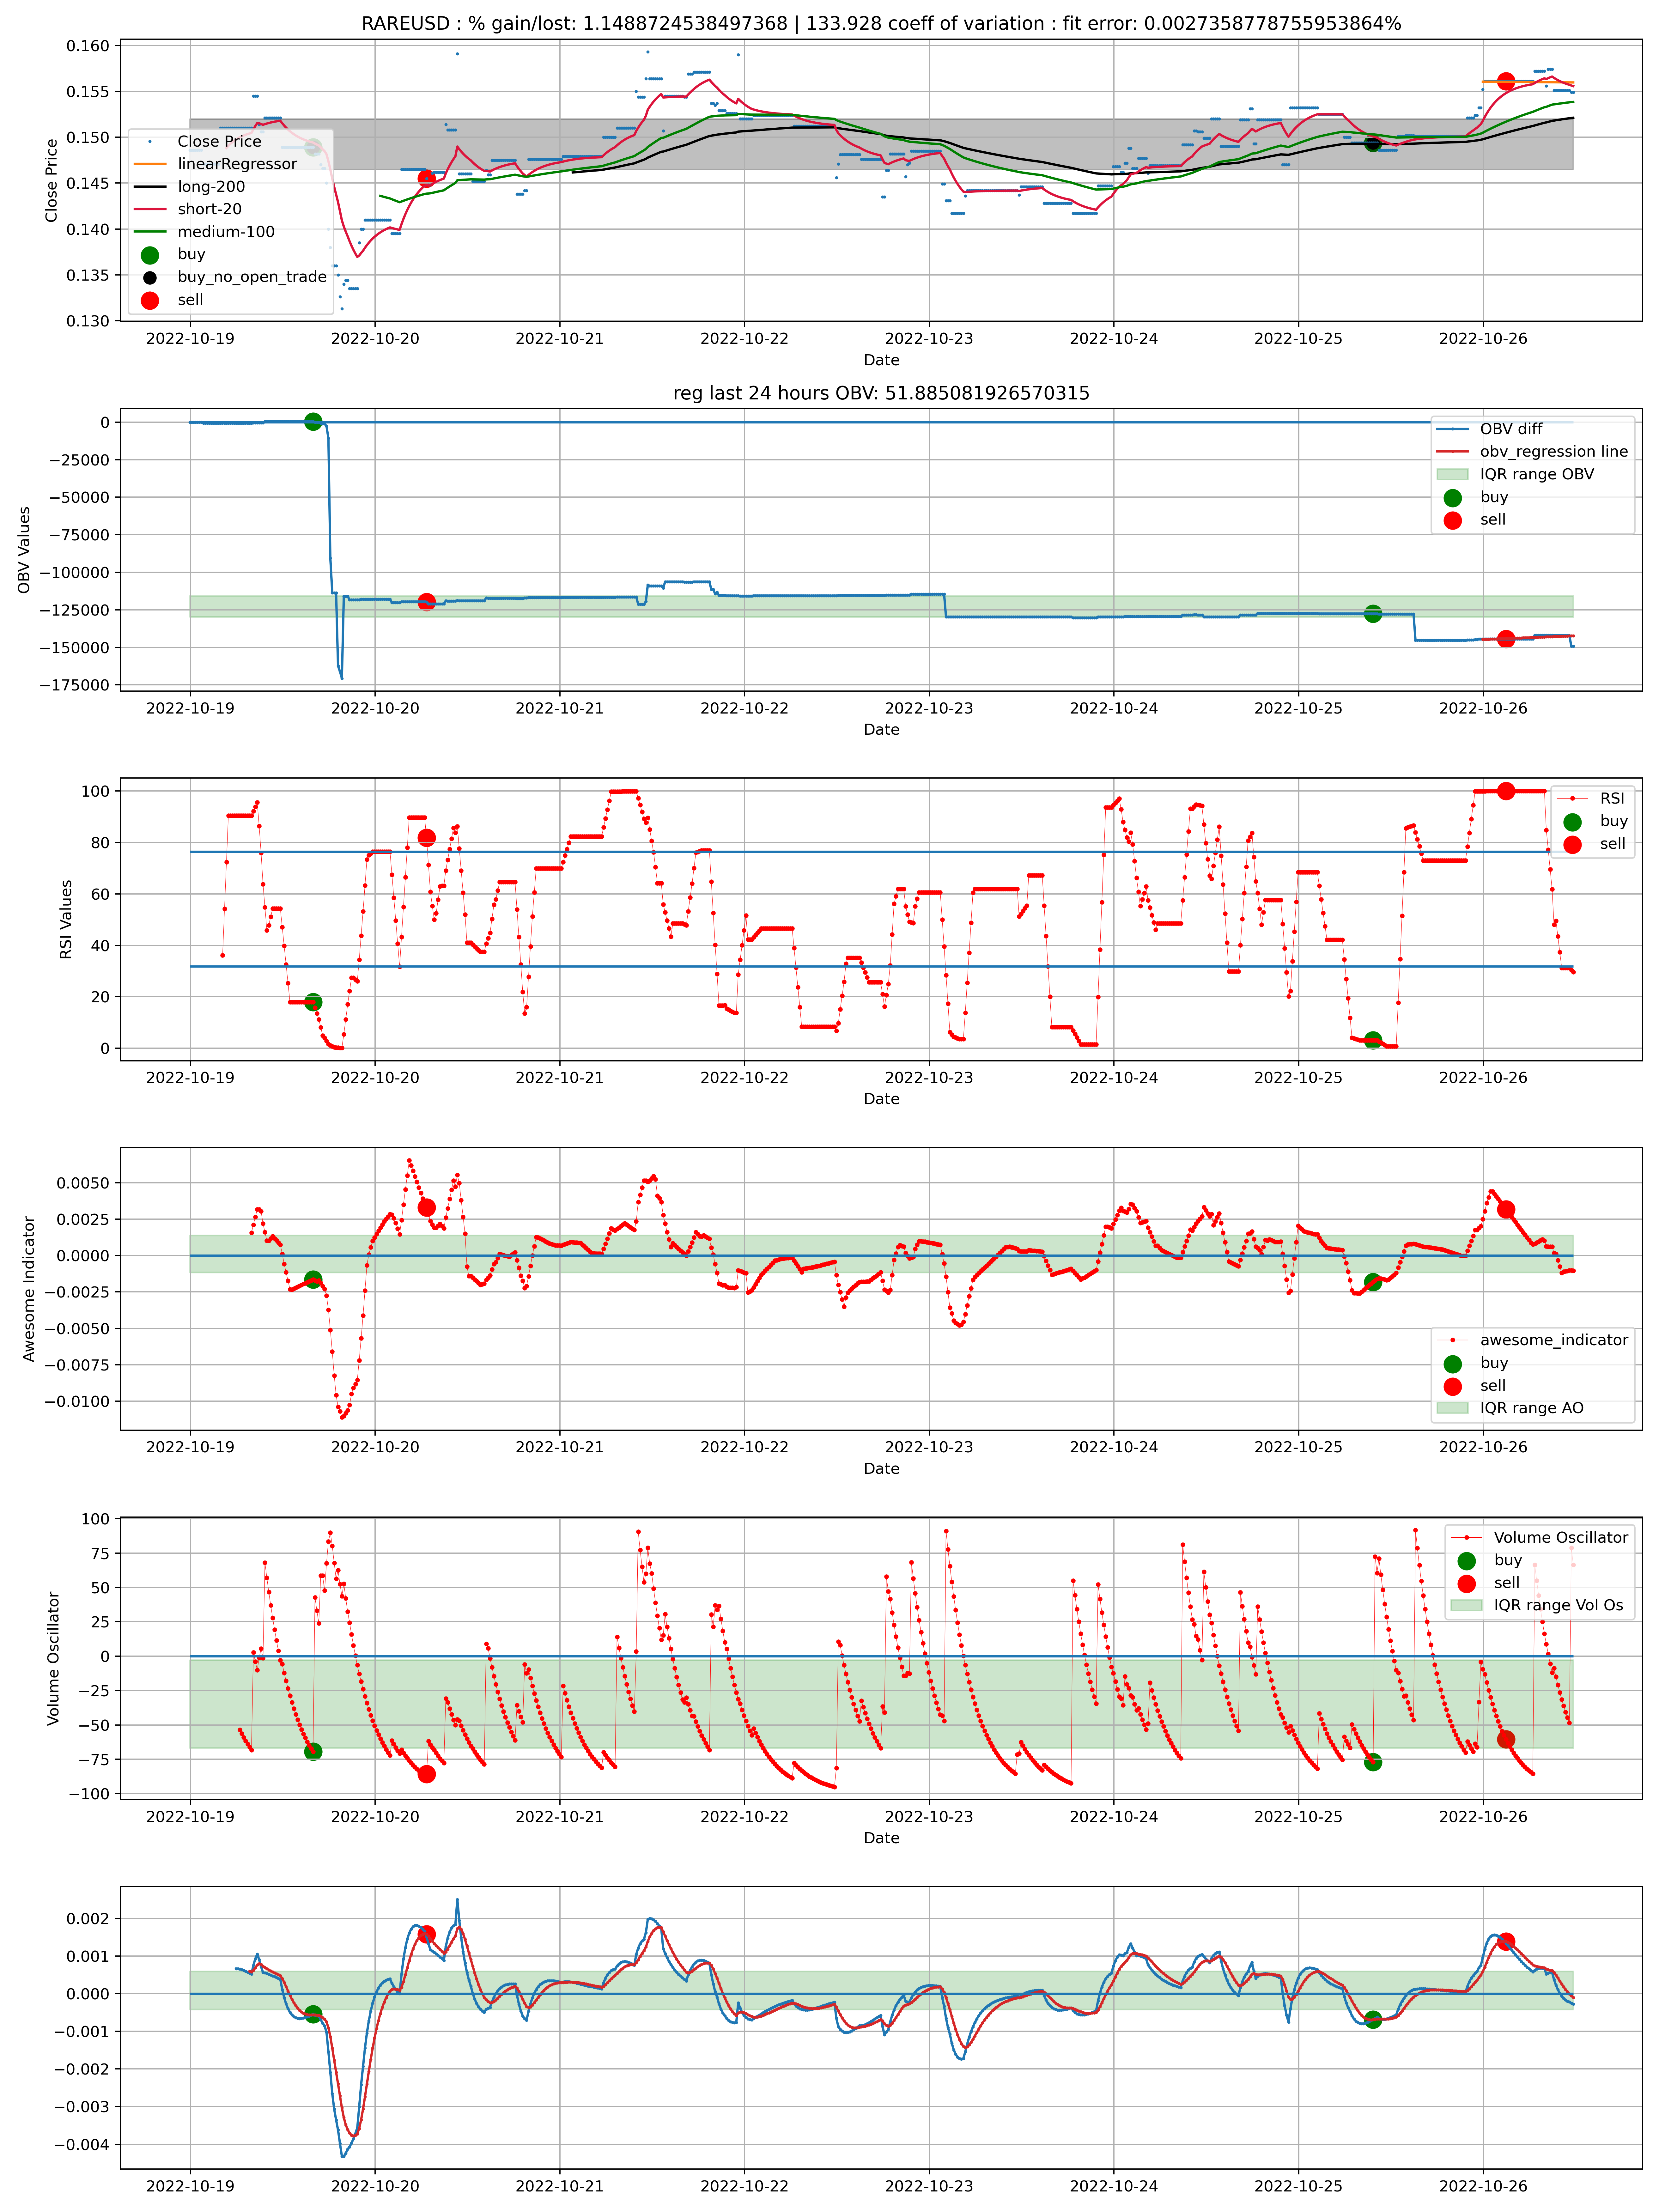 RAREUSD : % gain/lost: 1.1488724538497368 | 133.928 coeff of variation : fit error: 0.0027358778755953864%
0.160
0.155
0.150
0.145
0.140
0.135
0.130
Close Price
Close Price
linearRegressor
long-200
short-20
medium-100
buy
buy_no_open_trade
sell
2022-10-19 2022-10-20 2022-10-21 2022-10-22 2022-10-23 2022-10-24 2022-10-25 2022-10-26
Date
reg last 24 hours OBV: 51.885081926570315
0
−25000
−50000
−75000
−100000
−125000
−150000
−175000
OBV Values
OBV diff
obv_regression line
IQR range OBV
buy
sell
2022-10-19 2022-10-20 2022-10-21 2022-10-22 2022-10-23 2022-10-24 2022-10-25 2022-10-26
Date
100
80
60
40
20
0
RSI Values
RSI
buy
sell
2022-10-19 2022-10-20 2022-10-21 2022-10-22 2022-10-23 2022-10-24 2022-10-25 2022-10-26
Date
0.0050
0.0025
0.0000
−0.0025
−0.0050
−0.0075
−0.0100
Awesome Indicator
awesome_indicator
buy
sell
IQR range AO
2022-10-19 2022-10-20 2022-10-21 2022-10-22 2022-10-23 2022-10-24 2022-10-25 2022-10-26
Date
100
75
50
25
0
−25
−50
−75
−100
Volume Oscillator
Volume Oscillator
buy
sell
IQR range Vol Os
2022-10-19 2022-10-20 2022-10-21 2022-10-22 2022-10-23 2022-10-24 2022-10-25 2022-10-26
Date
0.002
0.001
0.000
−0.001
−0.002
−0.003
−0.004
2022-10-19 2022-10-20 2022-10-21 2022-10-22 2022-10-23 2022-10-24 2022-10-25 2022-10-26